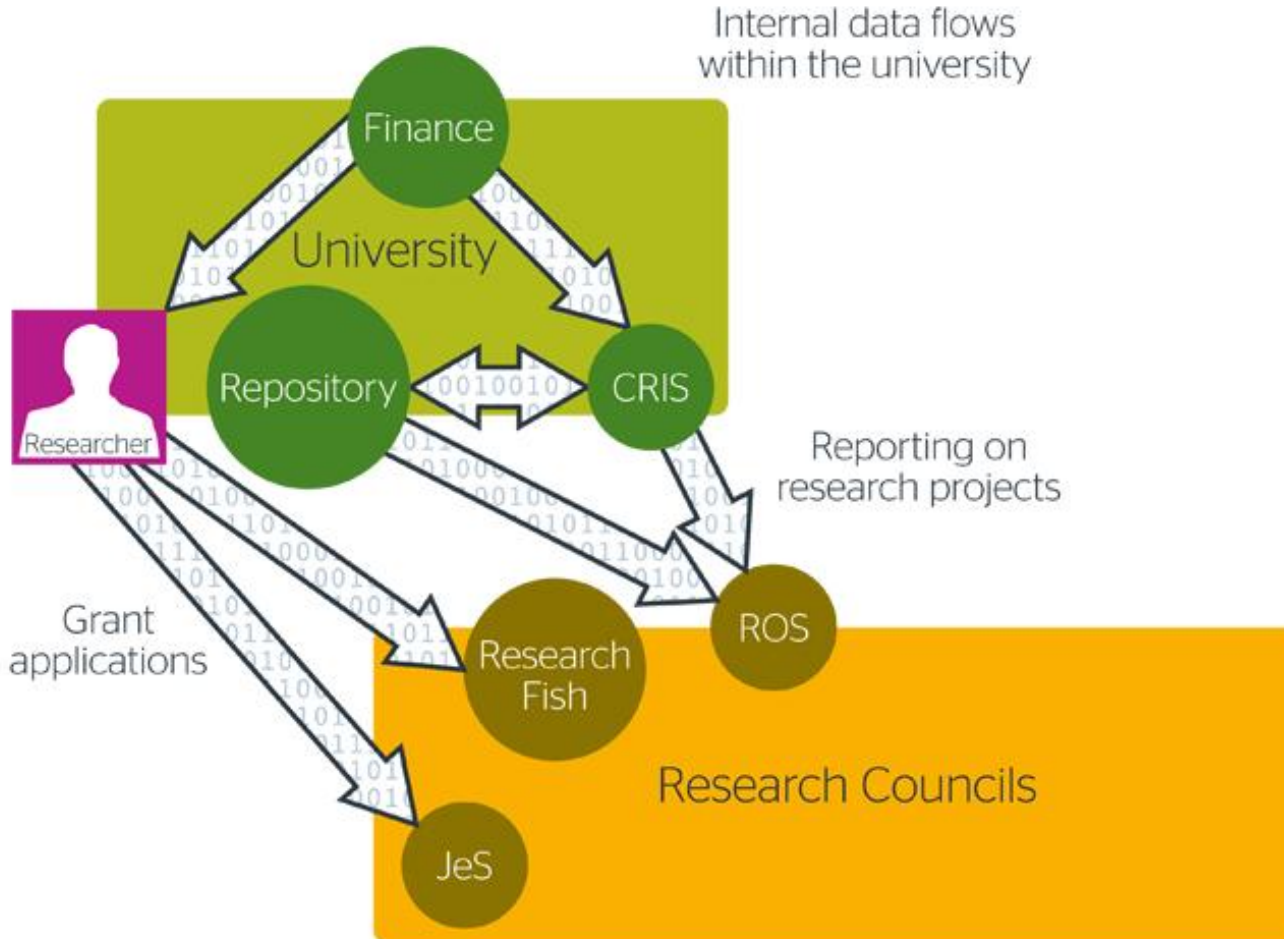 Internal data flows
within the university
Finance
University
Repository
CRIS
Researcher
Reporting on
research projects
Grant
applications
ROS
Research
Fish
Research Councils
JeS